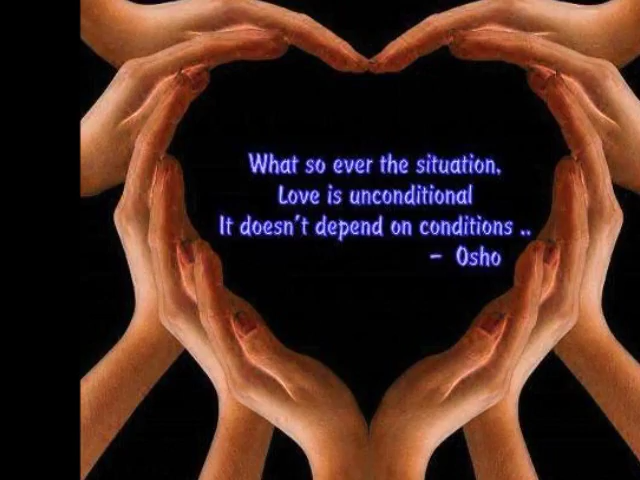 What so ever the situation,
Love is unconditional
It doesn't depend on conditions ..
- Osho